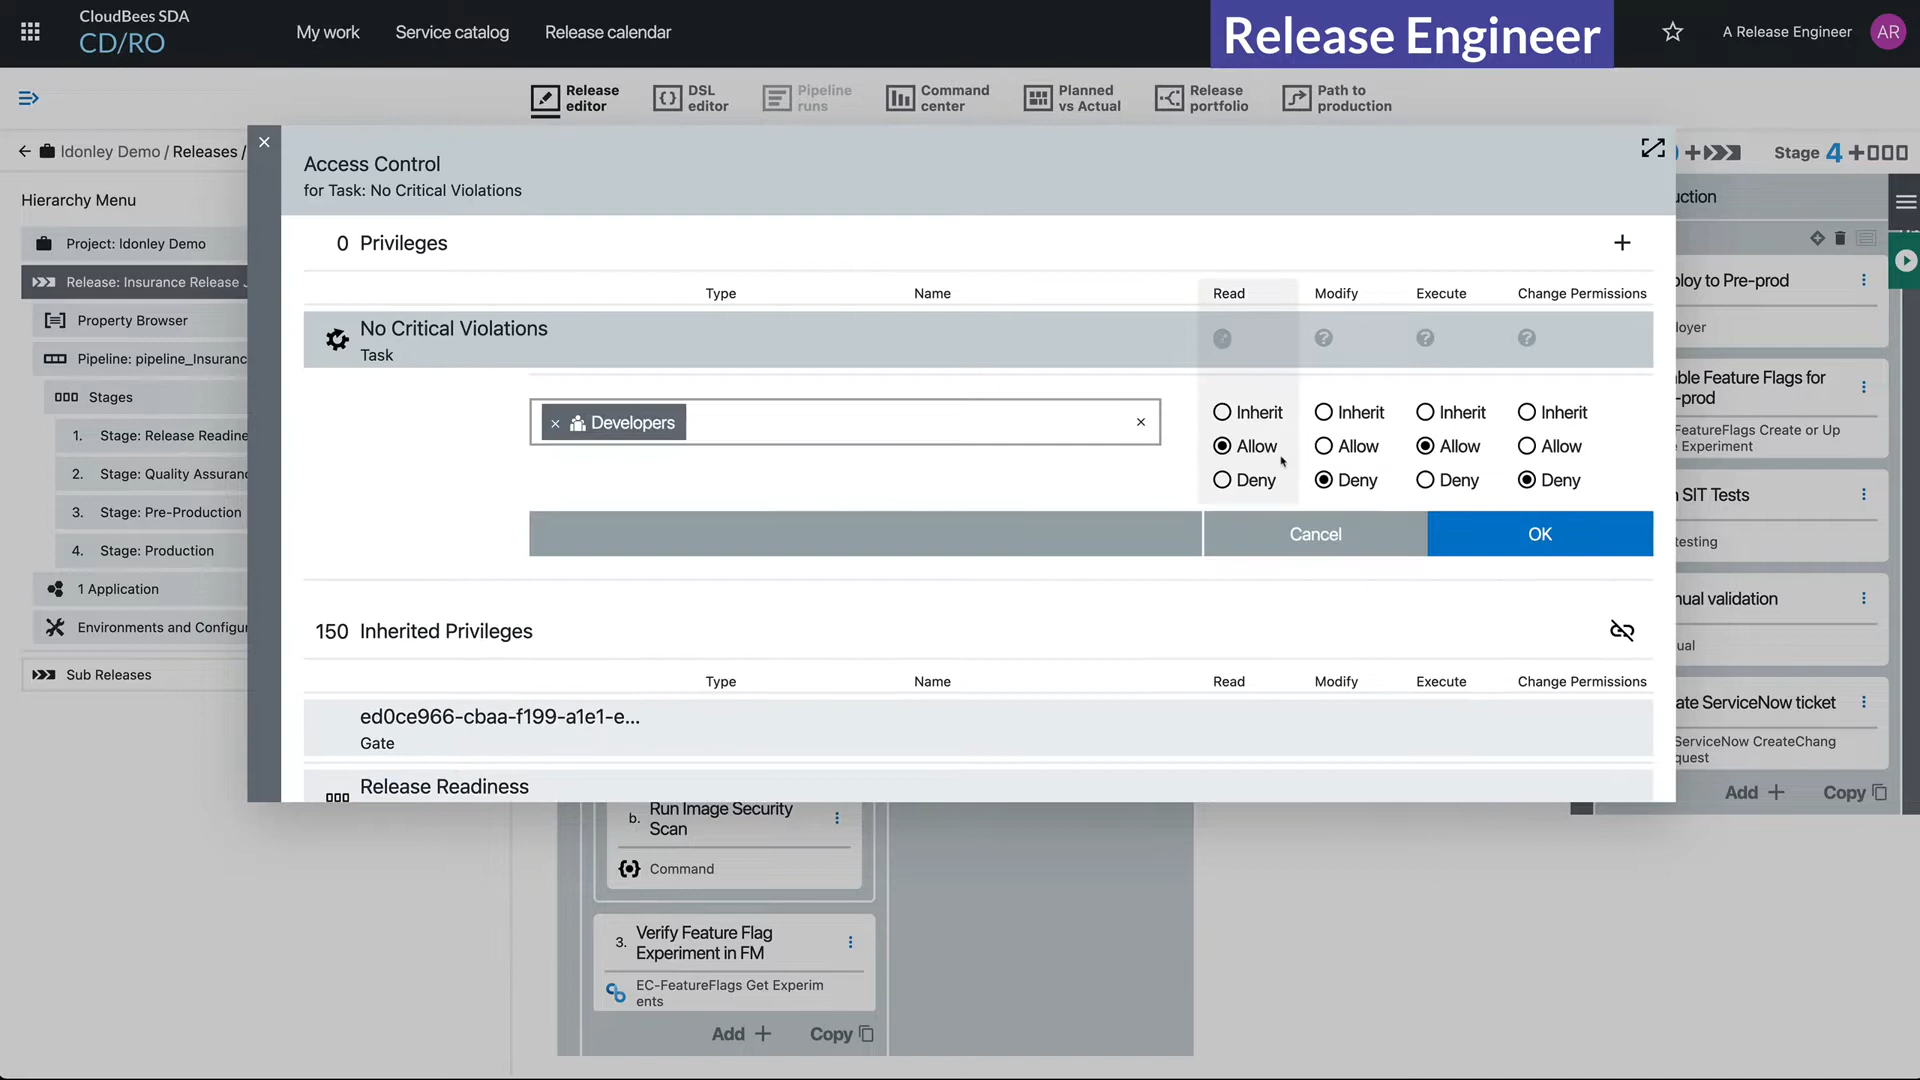 CloudBees SDA
CD/RO
My work
Service catalog
Release calendar
Release Engineer
A Release Engineer
AR
Release
editor
DSL
editor
Pipeline
runs
Command
center
Planned
vs Actual
Release
portfolio
Path to
production
Idonley Demo / Releases /
Stage 4
Hierarchy Menu
Project: Idonley Demo
Release: Insurance Release
Property Browser
Pipeline: pipeline_Insuranc
Stages
1. Stage: Release Readine
2. Stage: Quality Assuran
3. Stage: Pre-Production
4. Stage: Production
1 Application
Environments and Configu
Sub Releases
Access Control
for Task: No Critical Violations
0 Privileges
Type
Name
Read
Modify
Execute
Change Permissions
No Critical Violations
Task
Developers
Inherit
Inherit
Inherit
Inherit
Allow
Allow
Allow
Allow
Deny
Deny
Deny
Deny
Cancel
OK
150 Inherited Privileges
Type
Name
Read
Modify
Execute
Change Permissions
ed0ce966-cbaa-f199-a1e1-e...
Gate
Release Readiness
b. Run Image Security
Scan
Command
3. Verify Feature Flag
Experiment in FM
EC-FeatureFlags Get Experim
ents
Add
Copy
uction
loy to Pre-prod
loyer
ble Feature Flags for
-prod
FeatureFlags Create or Up
e Experiment
SIT Tests
testing
nual validation
ual
ate ServiceNow ticket
ServiceNow CreateChang
quest
Add
Copy